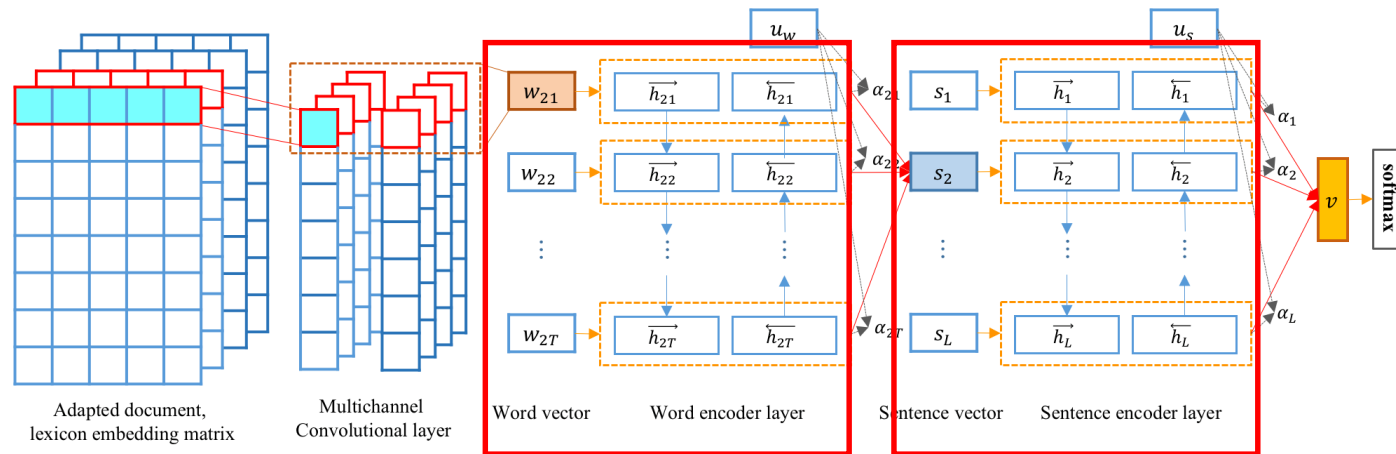 u_w
u_s
w_21
h_21→ h_21←
α_21
s_1
h_1→ h_1←
α_1
w_22
h_22→ h_22←
α_22
s_2
h_2→ h_2←
α_2
v
softmax
⋮ ⋮ ⋮ ⋮ ⋮ ⋮
w_2T
h_2T→ h_2T←
α_2T
s_L
h_L→ h_L←
α_L
Adapted document,
lexicon embedding matrix
Multichannel
Convolutional layer
Word vector
Word encoder layer
Sentence vector
Sentence encoder layer